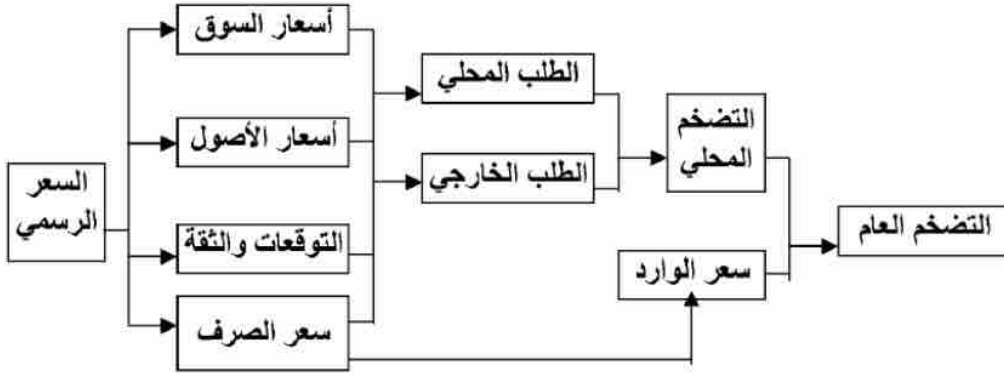 أسعار السوق
أسعار الأصول
السعر
الرسمي
التوقعات والثقة
سعر الصرف
الطلب المحلي
الطلب الخارجي
التضخم
المحلي
سعر الوارد
التضخم العام